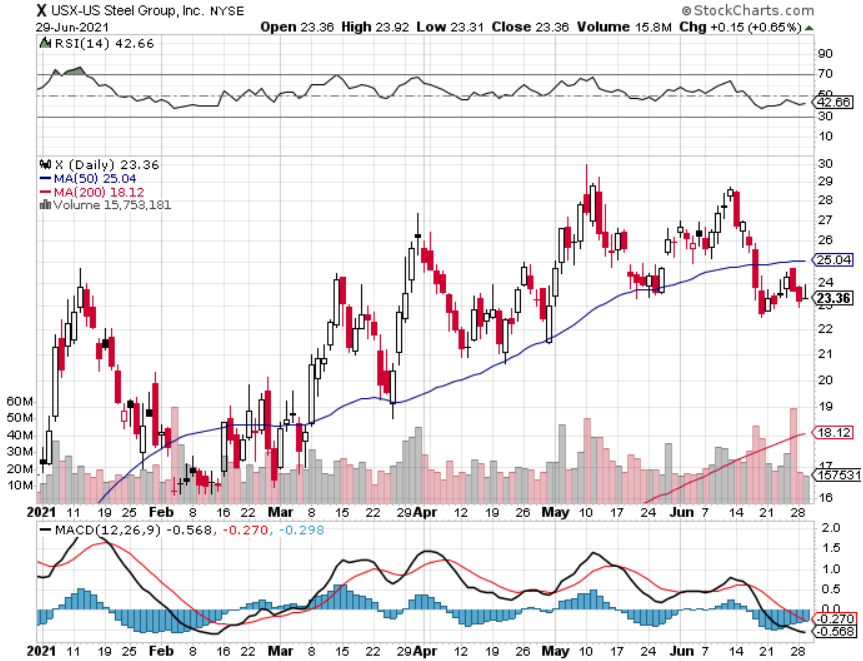 X USX-US Steel Group, Inc. NYSE @StockCharts.com
29-Jun-2021 Open 23.36 High 23.92 Low 23.31 Close 23.36 Volume 15.8M Chg +0.15 (+0.65%)
RSI(14) 42.66
90
70
50
42.66
30
10
X (Daily) 23.36
MA(50) 25.04
MA(200) 18.12
Volume 15,753,181
30
29
28
27
26
25.04
24
23.36
22
21
20
19
18.12
17
157531
16
60M
50M
40M
30M
20M
10M
2021 11 19 25 Feb 8 16 22 Mar 8 15 22 29 Apr 12 19 26 May 10 17 24 Jun 7 14 21 28
MACD(12,26,9) -0.568, -0.270, -0.298
2.0
1.5
1.0
0.5
0.0
-0.270
-0.568
2021 11 19 25 Feb 8 16 22 Mar 8 15 22 29 Apr 12 19 26 May 10 17 24 Jun 7 14 21 28